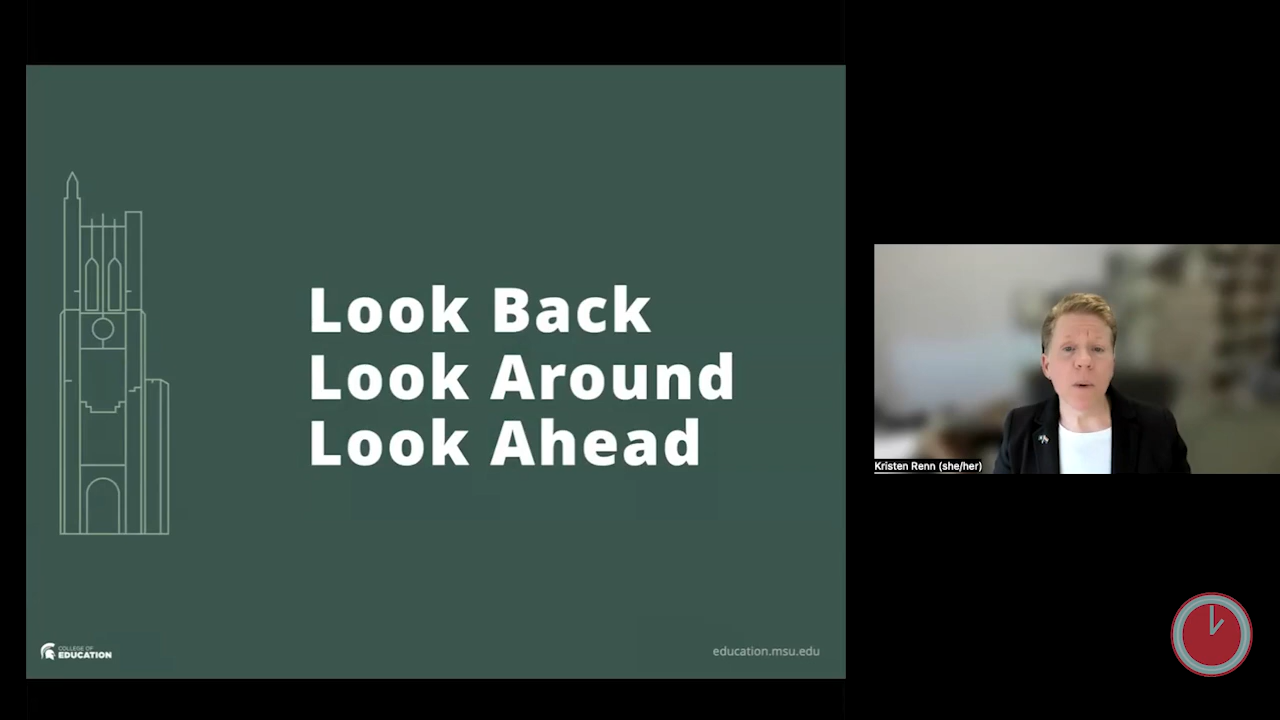 Look Back
Look Around
Look Ahead
COLLEGE OF
EDUCATION
education.msu.edu
Kristen Renn (she/her)